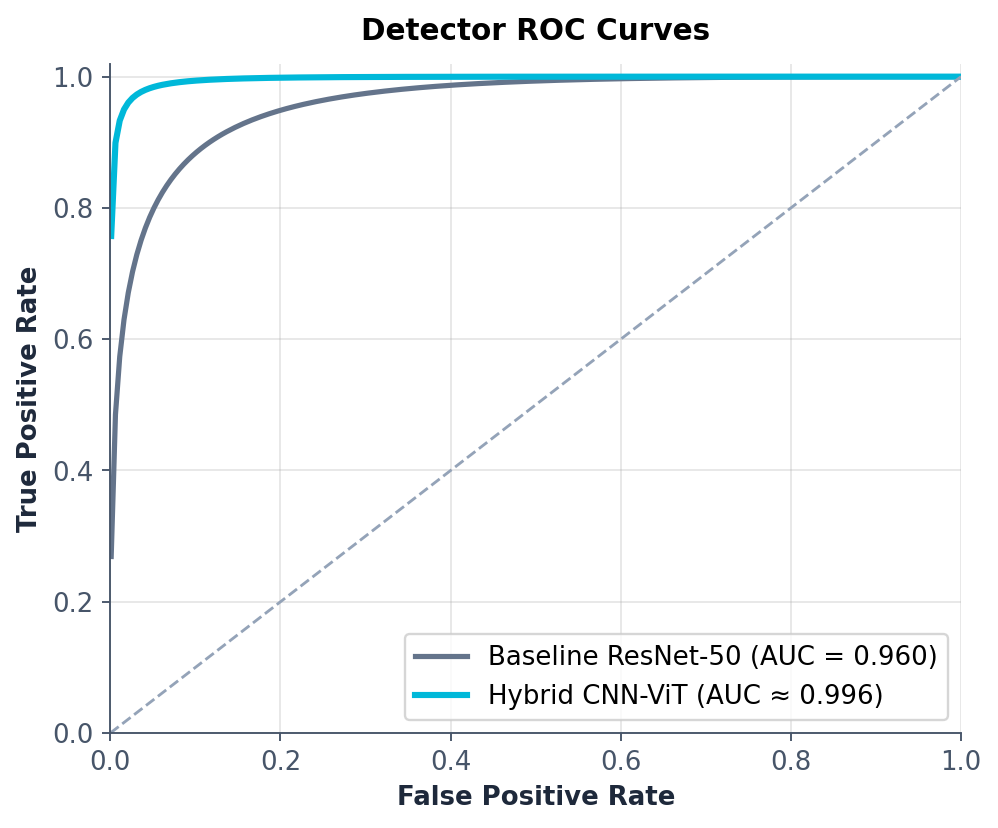 Detector ROC Curves
True Positive Rate
1.0
0.8
0.6
0.4
0.2
0.0
Baseline ResNet-50 (AUC = 0.960)
Hybrid CNN-ViT (AUC ≈ 0.996)
0.0 0.2 0.4 0.6 0.8 1.0
False Positive Rate